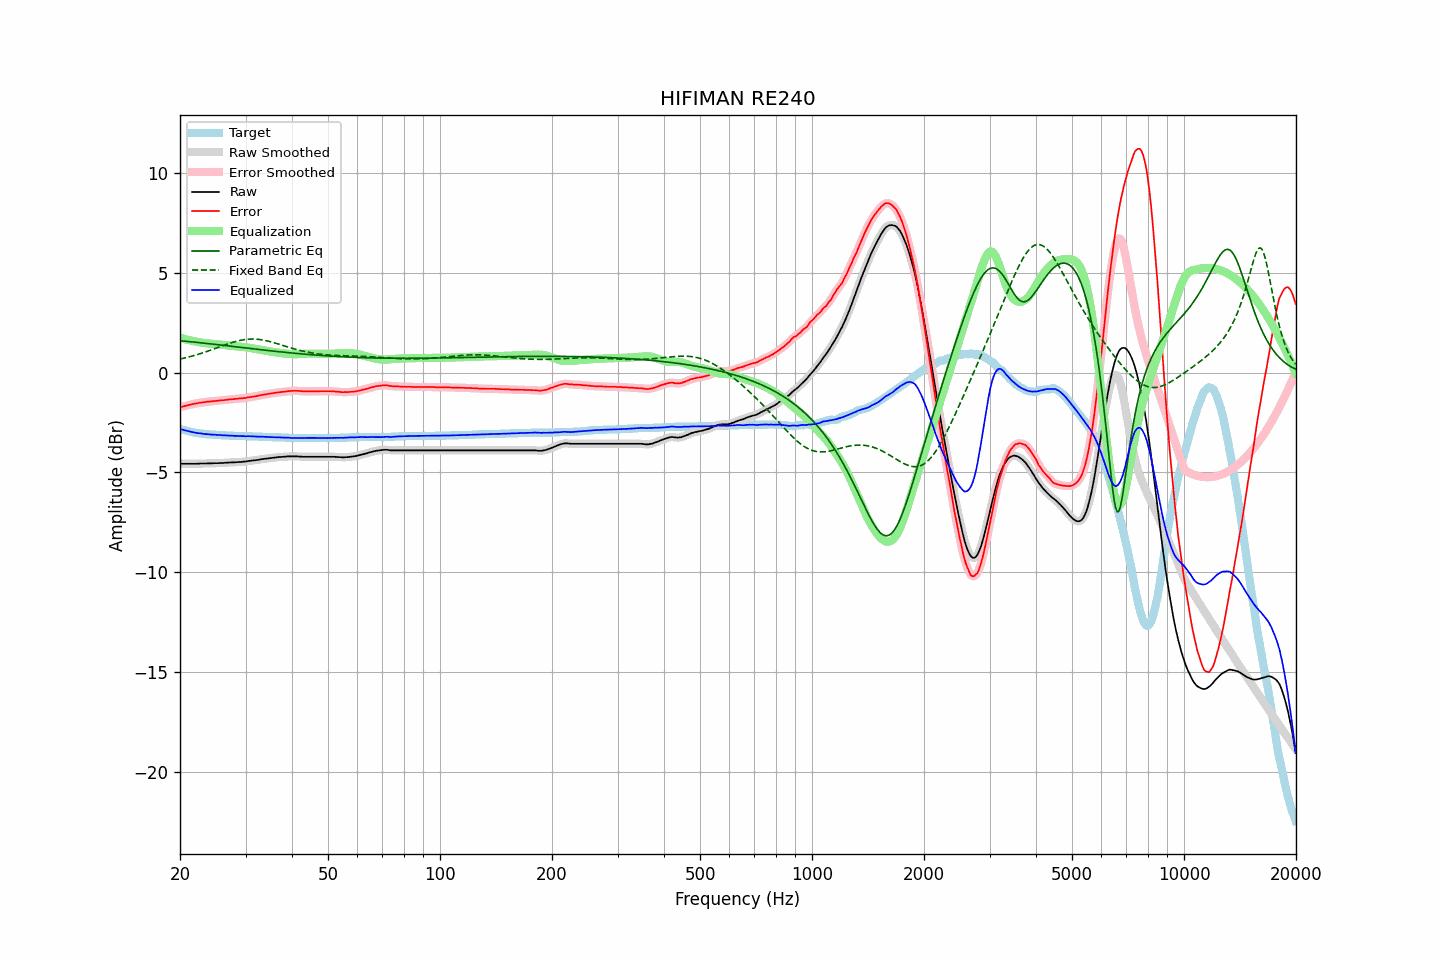 HIFIMAN RE240
Target
Raw Smoothed
Error Smoothed
Raw
Error
Equalization
Parametric Eq
Fixed Band Eq
Equalized
10
5
0
−5
−10
−15
−20
Amplitude (dBr)
20
50
100
200
500
1000
2000
5000
10000
20000
Frequency (Hz)